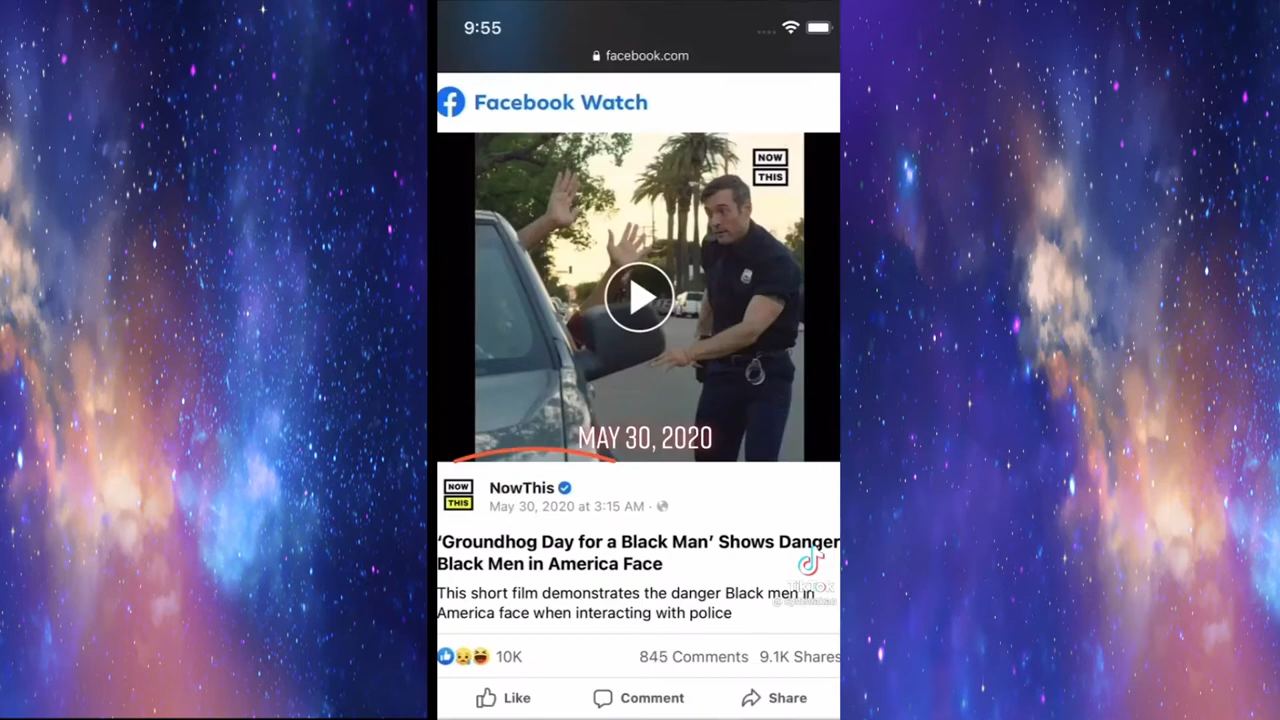 9:55
facebook.com
Facebook Watch
NOW
THIS
MAY 30, 2020
NOW
THIS
NowThis
May 30, 2020 at 3:15 AM ·
‘Groundhog Day for a Black Man’ Shows Danger
Black Men in America Face
TikTok
This short film demonstrates the danger Black men in
America face when interacting with police
10K
845 Comments
9.1K Shares
Like
Comment
Share